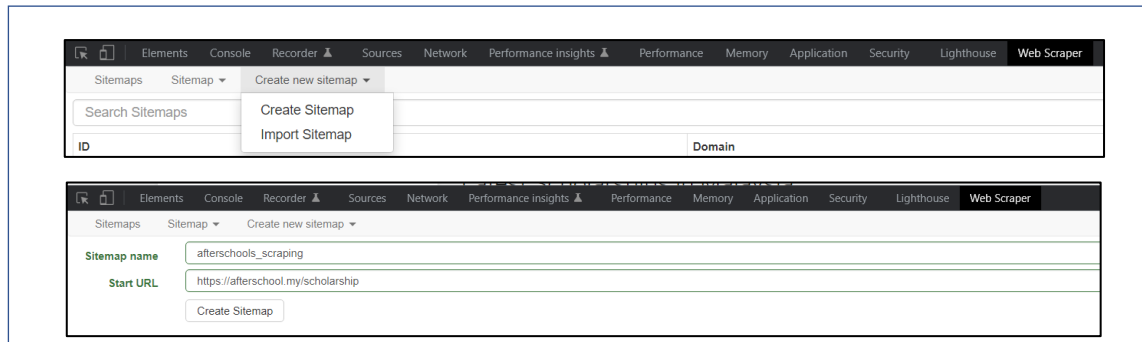 Elements Console Recorder Sources Network Performance insights Performance Memory Application Security Lighthouse Web Scraper
Sitemaps Sitemap Create new sitemap
Search Sitemaps
Create Sitemap
Import Sitemap
ID Domain
Elements Console Recorder Sources Network Performance insights Performance Memory Application Security Lighthouse Web Scraper
Sitemaps Sitemap Create new sitemap
Sitemap name afterschools_scraping
Start URL https://afterschool.my/scholarship
Create Sitemap